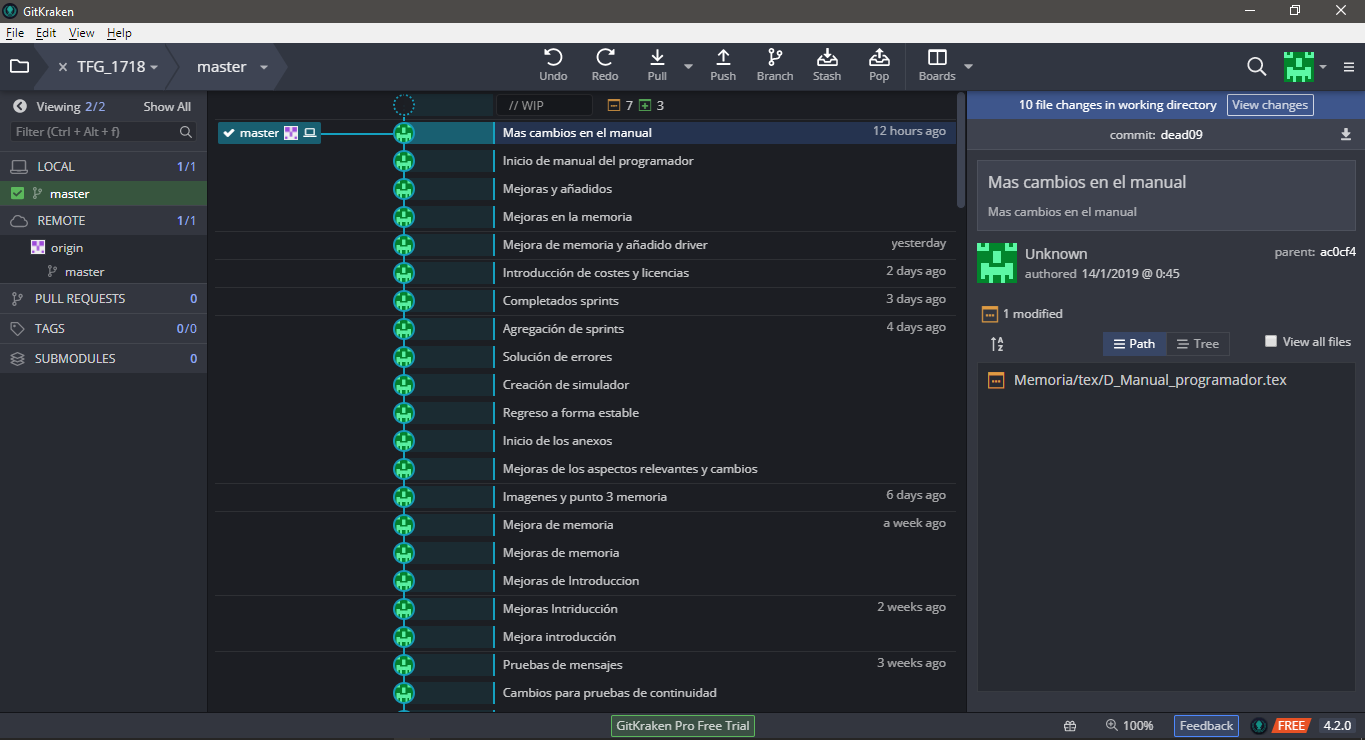 GitKraken
File Edit View Help
TFG_1718 master Undo Redo Pull Push Branch Stash Pop Boards
Viewing 2/2 Show All
Filter (Ctrl + Alt + f)
LOCAL 1/1
master
REMOTE 1/1
origin
master
PULL REQUESTS 0
TAGS 0/0
SUBMODULES 0
// WIP 7 3
master Mas cambios en el manual 12 hours ago
Inicio de manual del programador
Mejoras y añadidos
Mejoras en la memoria
Mejora de memoria y añadido driver yesterday
Introducción de costes y licencias 2 days ago
Completados sprints 3 days ago
Agregación de sprints 4 days ago
Solución de errores
Creación de simulador
Regreso a forma estable
Inicio de los anexos
Mejoras de los aspectos relevantes y cambios
Imagenes y punto 3 memoria 6 days ago
Mejora de memoria a week ago
Mejoras de memoria
Mejoras de Introduccion
Mejoras Intriducción 2 weeks ago
Mejora introducción
Pruebas de mensajes 3 weeks ago
Cambios para pruebas de continuidad
10 file changes in working directory View changes
commit: dead09
Mas cambios en el manual
Mas cambios en el manual
Unknown parent: ac0cf4
authored 14/1/2019 @ 0:45
1 modified
Path Tree View all files
Memoria/tex/D_Manual_programador.tex
GitKraken Pro Free Trial 100% Feedback FREE 4.2.0